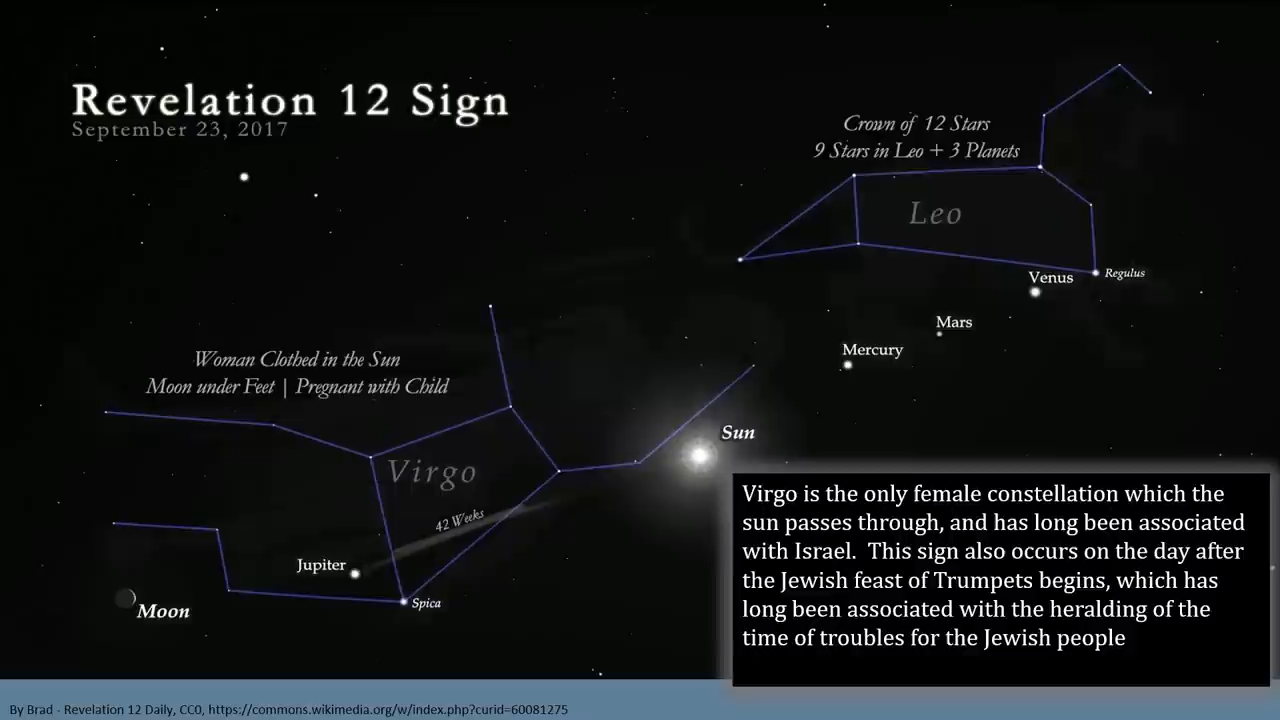 Revelation 12 Sign
September 23, 2017
Crown of 12 Stars
9 Stars in Leo + 3 Planets
Leo
Regulus
Venus
Mars
Mercury
Woman Clothed in the Sun
Moon under Feet | Pregnant with Child
Sun
Virgo
42 Weeks
Jupiter
Spica
Moon
Virgo is the only female constellation which the
sun passes through, and has long been associated
with Israel.  This sign also occurs on the day after
the Jewish feast of Trumpets begins, which has
long been associated with the heralding of the
time of troubles for the Jewish people
By Brad - Revelation 12 Daily, CC0, https://commons.wikimedia.org/w/index.php?curid=60081275